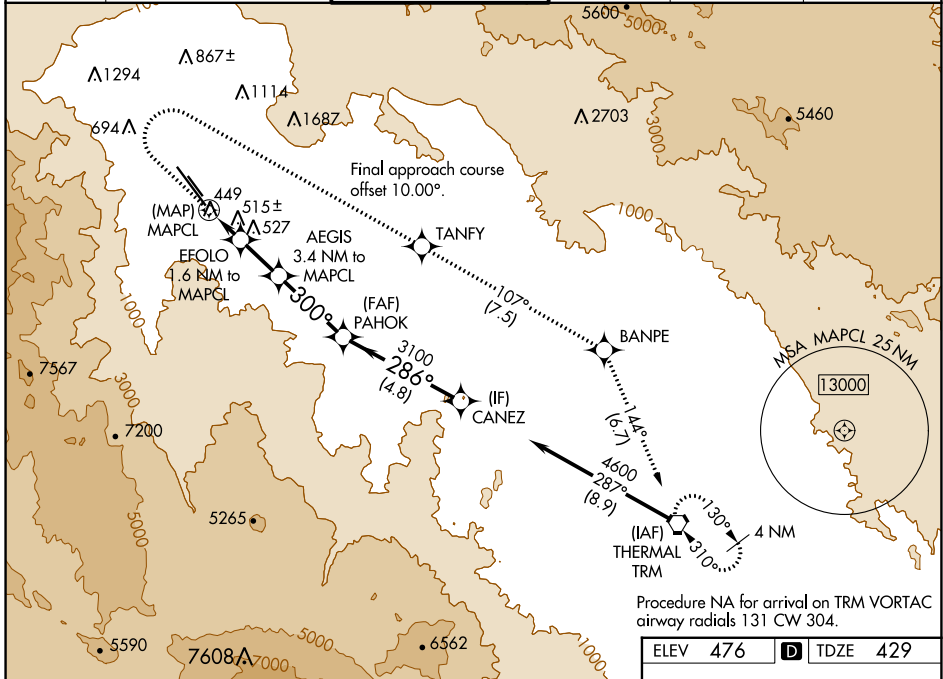 5600
5000
867±
1294
1114
1687
694
2703
5460
3000
Final approach course
offset 10.00°.
449
515±
527
(MAP)
MAPCL
1000
TANFY
EFOLO
1.6 NM to
MAPCL
AEGIS
3.4 NM to
MAPCL
300°
(FAF)
PAHOK
107°
(7.5)
BANPE
1000
3100
286°
(4.8)
(IF)
CANEZ
MSA MAPCL 25 NM
13000
7567
3000
7200
144°
(6.7)
4600
287°
(8.9)
5000
5265
(IAF)
THERMAL
TRM
130°
310°
4 NM
Procedure NA for arrival on TRM VORTAC
airway radials 131 CW 304.
5590
7608
5000
7000
6562
1000
ELEV 476 D TDZE 429